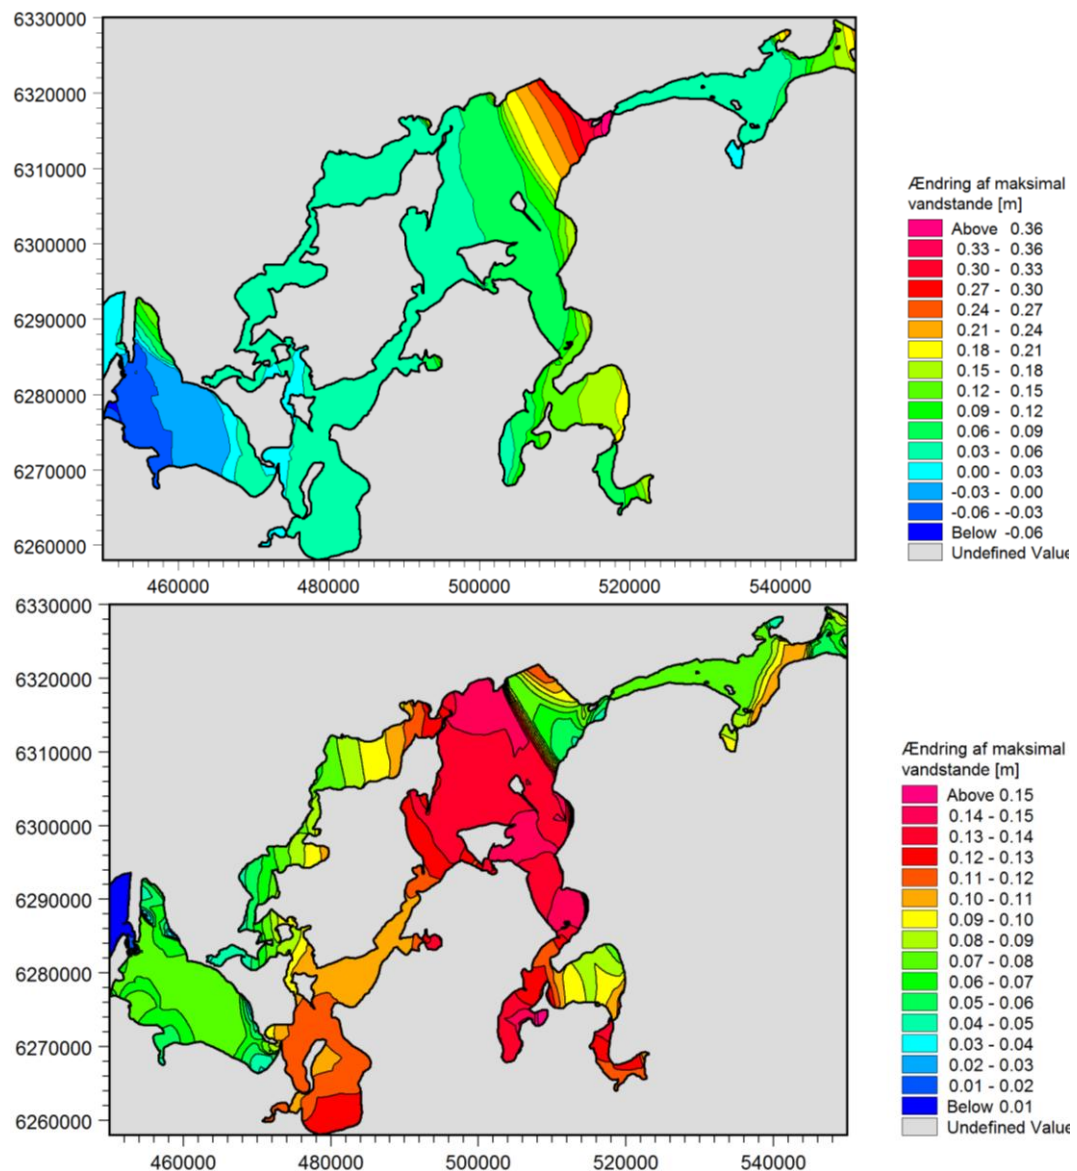 6330000
6320000
6310000
6300000
6290000
6280000
6270000
6260000
460000 480000 500000 520000 540000
Ændring af maksimal
vandstande [m]
Above 0.36
0.33 - 0.36
0.30 - 0.33
0.27 - 0.30
0.24 - 0.27
0.21 - 0.24
0.18 - 0.21
0.15 - 0.18
0.12 - 0.15
0.09 - 0.12
0.06 - 0.09
0.03 - 0.06
0.00 - 0.03
-0.03 - 0.00
-0.06 - -0.03
Below -0.06
Undefined Value
6330000
6320000
6310000
6300000
6290000
6280000
6270000
6260000
460000 480000 500000 520000 540000
Ændring af maksimal
vandstande [m]
Above 0.15
0.14 - 0.15
0.13 - 0.14
0.12 - 0.13
0.11 - 0.12
0.10 - 0.11
0.09 - 0.10
0.08 - 0.09
0.07 - 0.08
0.06 - 0.07
0.05 - 0.06
0.04 - 0.05
0.03 - 0.04
0.02 - 0.03
0.01 - 0.02
Below 0.01
Undefined Value